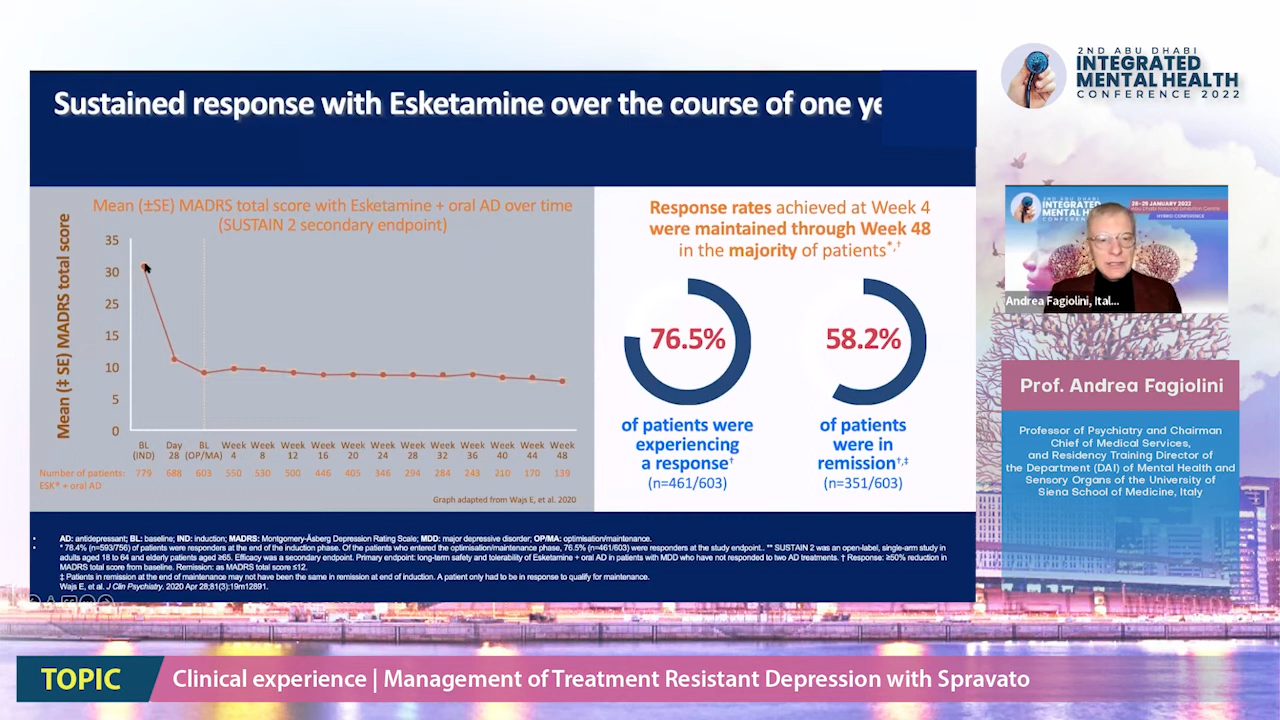 2ND ABU DHABI
INTEGRATED
MENTAL HEALTH
CONFERENCE 2022
Sustained response with Esketamine over the course of one ye
Mean (±SE) MADRS total score with Esketamine + oral AD over time
(SUSTAIN 2 secondary endpoint)
Mean (‡ SE) MADRS total score
35
30
25
15
10
5
0
BL (IND) Day 28 BL (OP/MA) Week 4 Week 8 Week 12 Week 16 Week 20 Week 24 Week 28 Week 32 Week 36 Week 40 Week 44 Week 48
Number of patients: 779 688 603 550 530 500 446 405 346 294 284 243 210 170 139
ESK* + oral AD
Graph adapted from Wajs E, et al. 2020
Response rates achieved at Week 4
were maintained through Week 48
in the majority of patients*,†
76.5%
of patients were
experiencing
a response†
(n=461/603)
58.2%
of patients
were in
remission†,‡
(n=351/603)
AD: antidepressant; BL: baseline; IND: induction; MADRS: Montgomery-Åsberg Depression Rating Scale; MDD: major depressive disorder; OP/MA: optimisation/maintenance.
* 78.4% (n=593/756) of patients were responders at the end of the induction phase. Of the patients who entered the optimisation/maintenance phase, 76.5% (n=461/603) were responders at the study endpoint.. ** SUSTAIN 2 was an open-label, single-arm study in
adults aged 18 to 64 and elderly patients aged ≥65. Efficacy was a secondary endpoint. Primary endpoint: long-term safety and tolerability of Esketamine + oral AD in patients with MDD who have not responded to two AD treatments. † Response: ≥50% reduction in
MADRS total score from baseline. Remission: as MADRS total score ≤12.
‡ Patients in remission at the end of maintenance may not have been the same in remission at end of induction. A patient only had to be in response to qualify for maintenance.
Wajs E, et al. J Clin Psychiatry. 2020 Apr 28;81(3):19m12891.
2ND ABU DHABI
INTEGRATED
MENTAL HEA
HYBRID CONFERENCE
Andrea Fagiolini, Ital...
Prof. Andrea Fagiolini
Professor of Psychiatry and Chairman
Chief of Medical Services,
and Residency Training Director of
the Department (DAI) of Mental Health and
Sensory Organs of the University of
Siena School of Medicine, Italy
TOPIC
Clinical experience | Management of Treatment Resistant Depression with Spravato